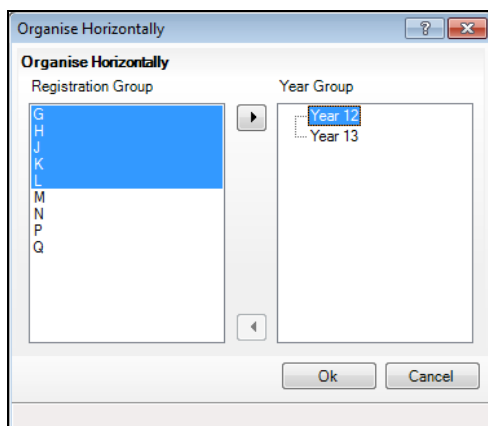 Organise Horizontally
?
Organise Horizontally
Registration Group
Year Group
G
H
J
K
L
M
N
P
Q
Year 12
Year 13
Ok
Cancel